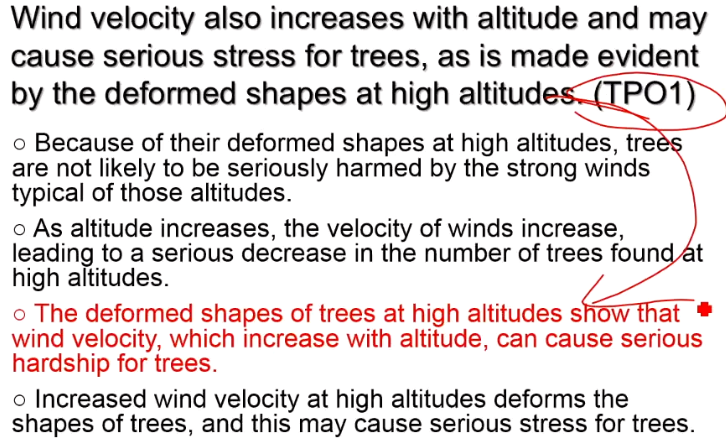 Wind velocity also increases with altitude and may
cause serious stress for trees, as is made evident
by the deformed shapes at high altitudes. (TPO1)
○ Because of their deformed shapes at high altitudes, trees
are not likely to be seriously harmed by the strong winds
typical of those altitudes.
○ As altitude increases, the velocity of winds increase,
leading to a serious decrease in the number of trees found at
high altitudes.
○ The deformed shapes of trees at high altitudes show that
wind velocity, which increase with altitude, can cause serious
hardship for trees.
○ Increased wind velocity at high altitudes deforms the
shapes of trees, and this may cause serious stress for trees.